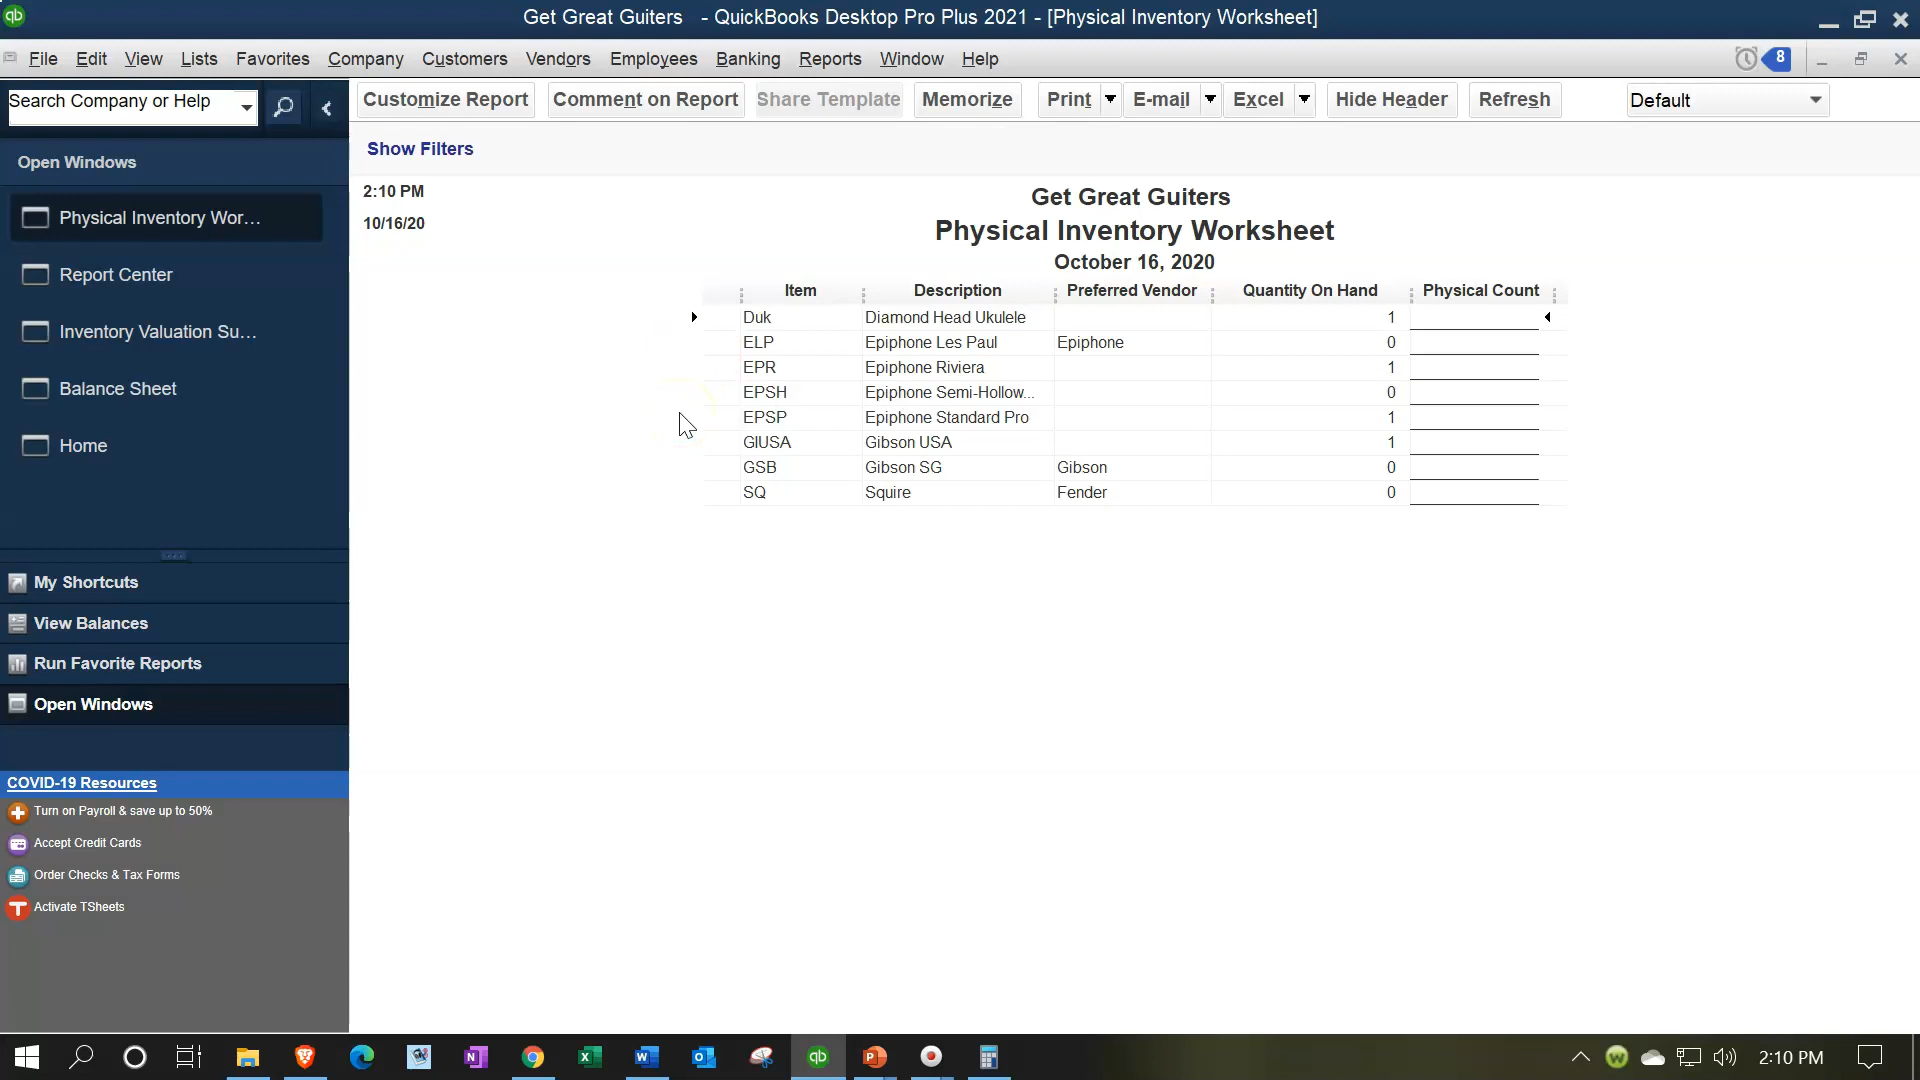 Get Great Guiters - QuickBooks Desktop Pro Plus 2021 - [Physical Inventory Worksheet]
File Edit View Lists Favorites Company Customers Vendors Employees Banking Reports Window Help 8
Search Company or Help
Customize Report Comment on Report Share Template Memorize Print E-mail Excel Hide Header Refresh Default
Open Windows
Physical Inventory Wor...
Report Center
Inventory Valuation Su...
Balance Sheet
Home
My Shortcuts
View Balances
Run Favorite Reports
Open Windows
COVID-19 Resources
Turn on Payroll & save up to 50%
Accept Credit Cards
Order Checks & Tax Forms
Activate TSheets
Show Filters
2:10 PM
10/16/20
Get Great Guiters
Physical Inventory Worksheet
October 16, 2020
Item Description Preferred Vendor Quantity On Hand Physical Count
Duk Diamond Head Ukulele 1
ELP Epiphone Les Paul Epiphone 0
EPR Epiphone Riviera 1
EPSH Epiphone Semi-Hollow... 0
EPSP Epiphone Standard Pro 1
GIUSA Gibson USA 1
GSB Gibson SG Gibson 0
SQ Squire Fender 0
2:10 PM